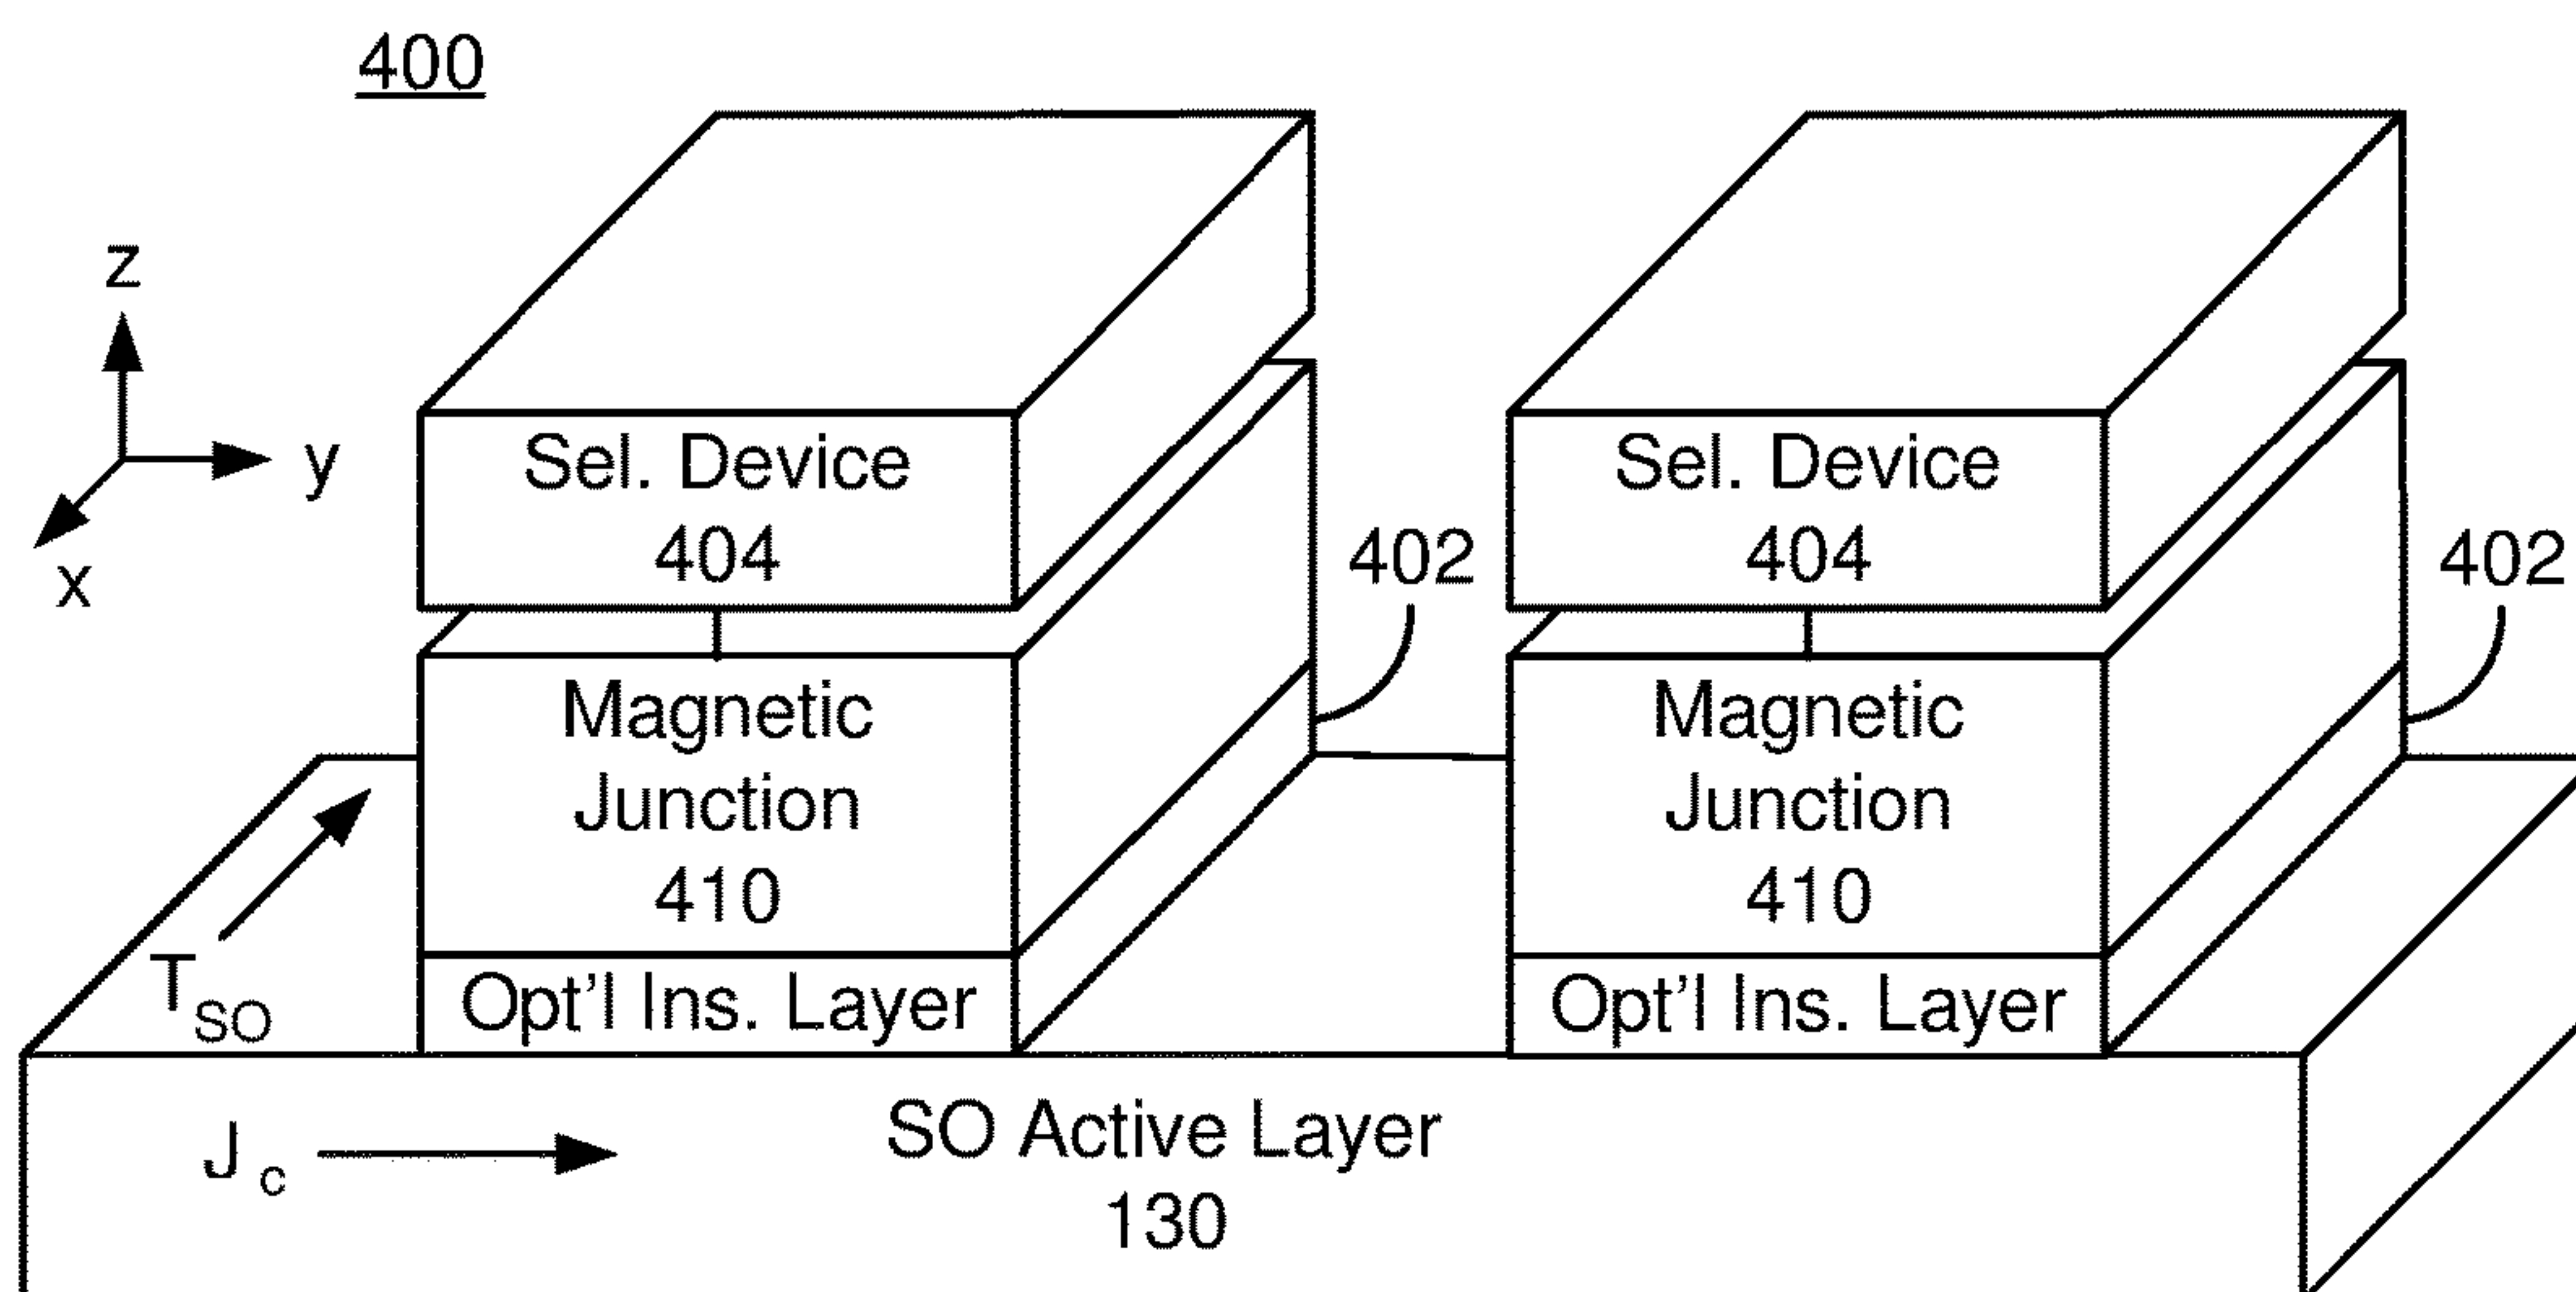 400
z
y
x
Sel. Device
404
402
Magnetic
Junction
410
Opt'l Ins. Layer
Sel. Device
404
402
Magnetic
Junction
410
Opt'l Ins. Layer
TSO
Jc
SO Active Layer
130